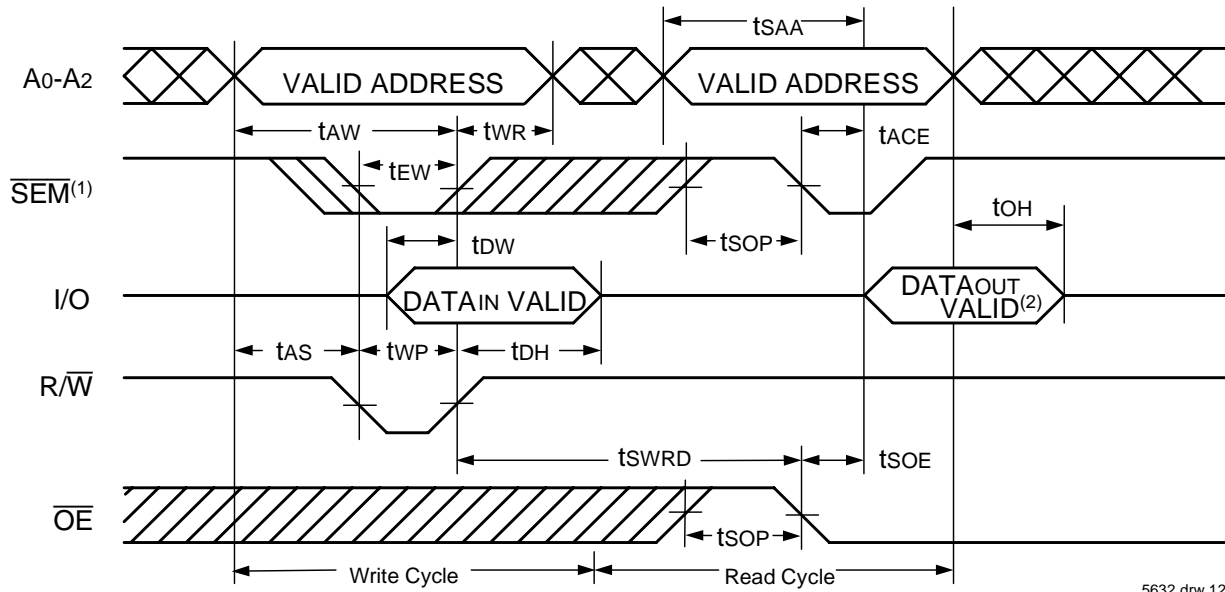 tSAA
A0-A2 VALID ADDRESS VALID ADDRESS
tAW tWR tACE
tEW
SEM(1)
tSOP tOH
tDW
I/O DATAIN VALID DATAOUT
VALID(2)
tAS tWP tDH
R/W
tSWRD tSOE
OE
tSOP
Write Cycle Read Cycle
5632 drw 12